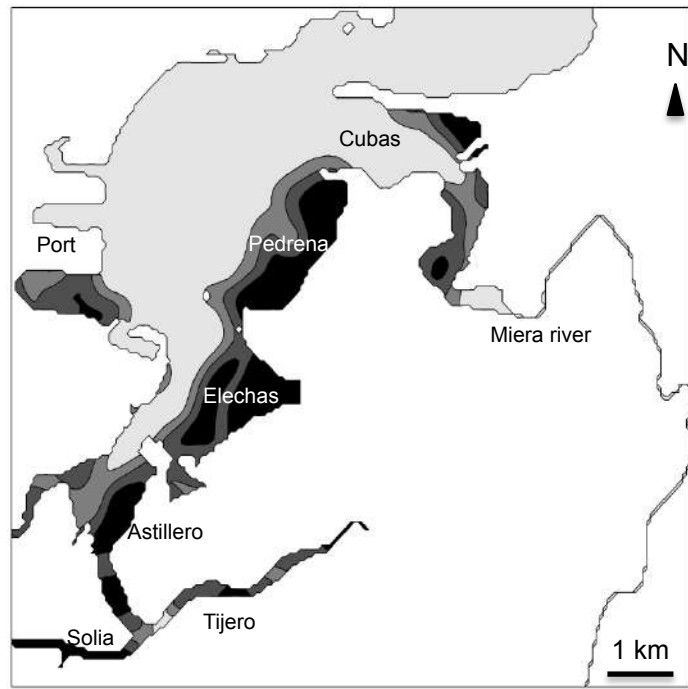 N
Cubas
Port
Pedrena
Miera river
Elechas
Astillero
Tijero
Solia
1 km